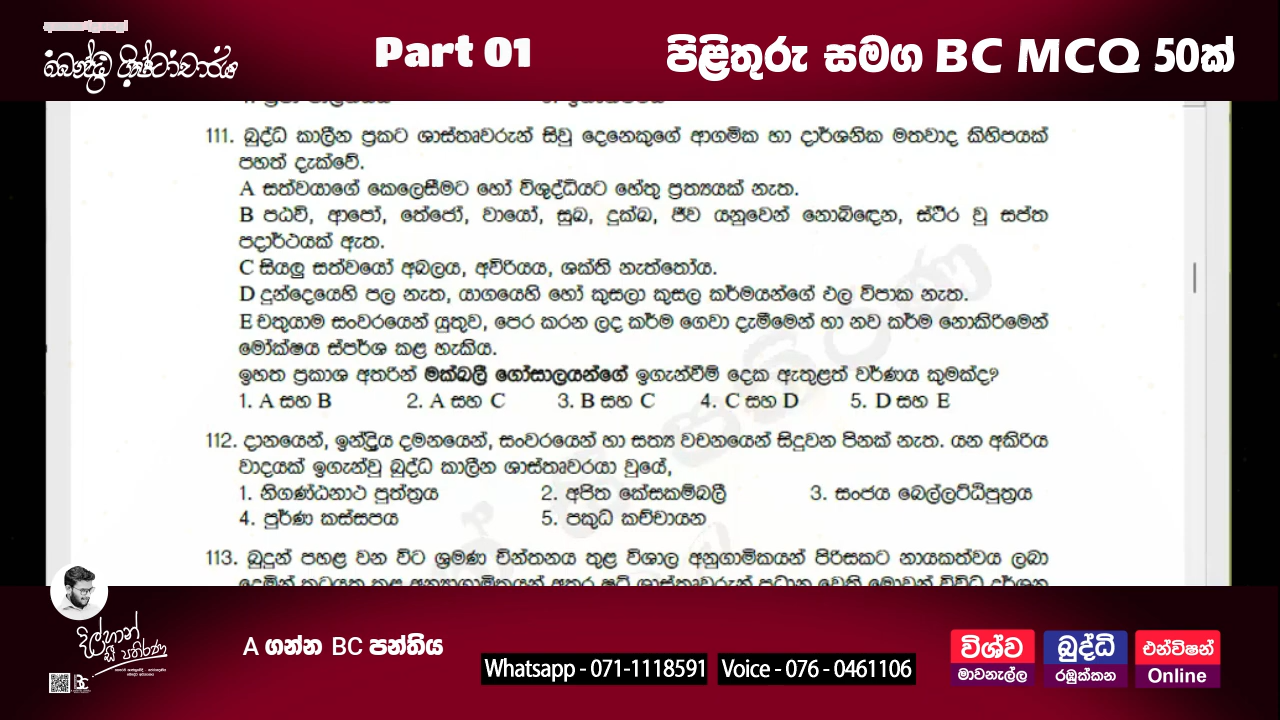 බෞද්ධ ශිෂ්ටාචාරය
Part 01
පිළිතුරු සමග BC MCQ 50ක්
111. බුද්ධ කාලීන ප්‍රකට ශාස්තෘවරුන් සිවු දෙනෙකුගේ ආගමික හා දාර්ශනික මතවාද කිහිපයක්
පහත් දැක්වේ.
A සත්වයාගේ කෙලෙසීමට හෝ විශුද්ධියට හේතු ප්‍රත්‍යයක් නැත.
B පඨවි, ආපෝ, තේජෝ, වායෝ, සුඛ, දුක්ඛ, ජීව යනුවෙන් නොබිඳෙන, ස්ථිර වූ සප්ත
පදාර්ථයක් ඇත.
C සියලු සත්වයෝ අබලය, අවිරියය, ශක්ති නැත්තෝය.
D දුන්දෙයෙහි පල නැත, යාගයෙහි හෝ කුසලා කුසල කර්මයන්ගේ ඵල විපාක නැත.
E චතුයාම සංවරයෙන් යුතුව, පෙර කරන ලද කර්ම ගෙවා දැමීමෙන් හා නව කර්ම නොකිරිමෙන්
මෝක්ෂය ස්පර්ශ කළ හැකිය.
ඉහත ප්‍රකාශ අතරින් මක්ඛලී ගෝසාලයන්ගේ ඉගැන්වීම් දෙක ඇතුළත් වර්ණය කුමක්ද?
1. A සහ B 2. A සහ C 3. B සහ C 4. C සහ D 5. D සහ E
112. දානයෙන්, ඉන්ද්‍රිය දමනයෙන්, සංවරයෙන් හා සත්‍ය වචනයෙන් සිදුවන පිනක් නැත. යන අකිරිය
වාදයක් ඉගැන්වු බුද්ධ කාලීන ශාස්තෘවරයා වුයේ,
1. නිගණ්ඨනාථ පුත්ත්‍රය 2. අජිත කේසකම්බලී 3. සංජය බෙල්ලට්ඨිපුත්‍රය
4. පුර්ණ කස්සපය 5. පකුධ කච්චායන
113. බුදුන් පහළ වන විට ශ්‍රමණ චින්තනය තුළ විශාල අනුගාමිකයන් පිරිසකට නායකත්වය ලබා
දිල්හාන්
සී පතිරණ
A ගන්න BC පන්තිය
Whatsapp - 071-1118591 Voice - 076 - 0461106
විශ්ව
මාවනැල්ල
බුද්ධි
රඹුක්කන
එන්විෂන්
Online
BC